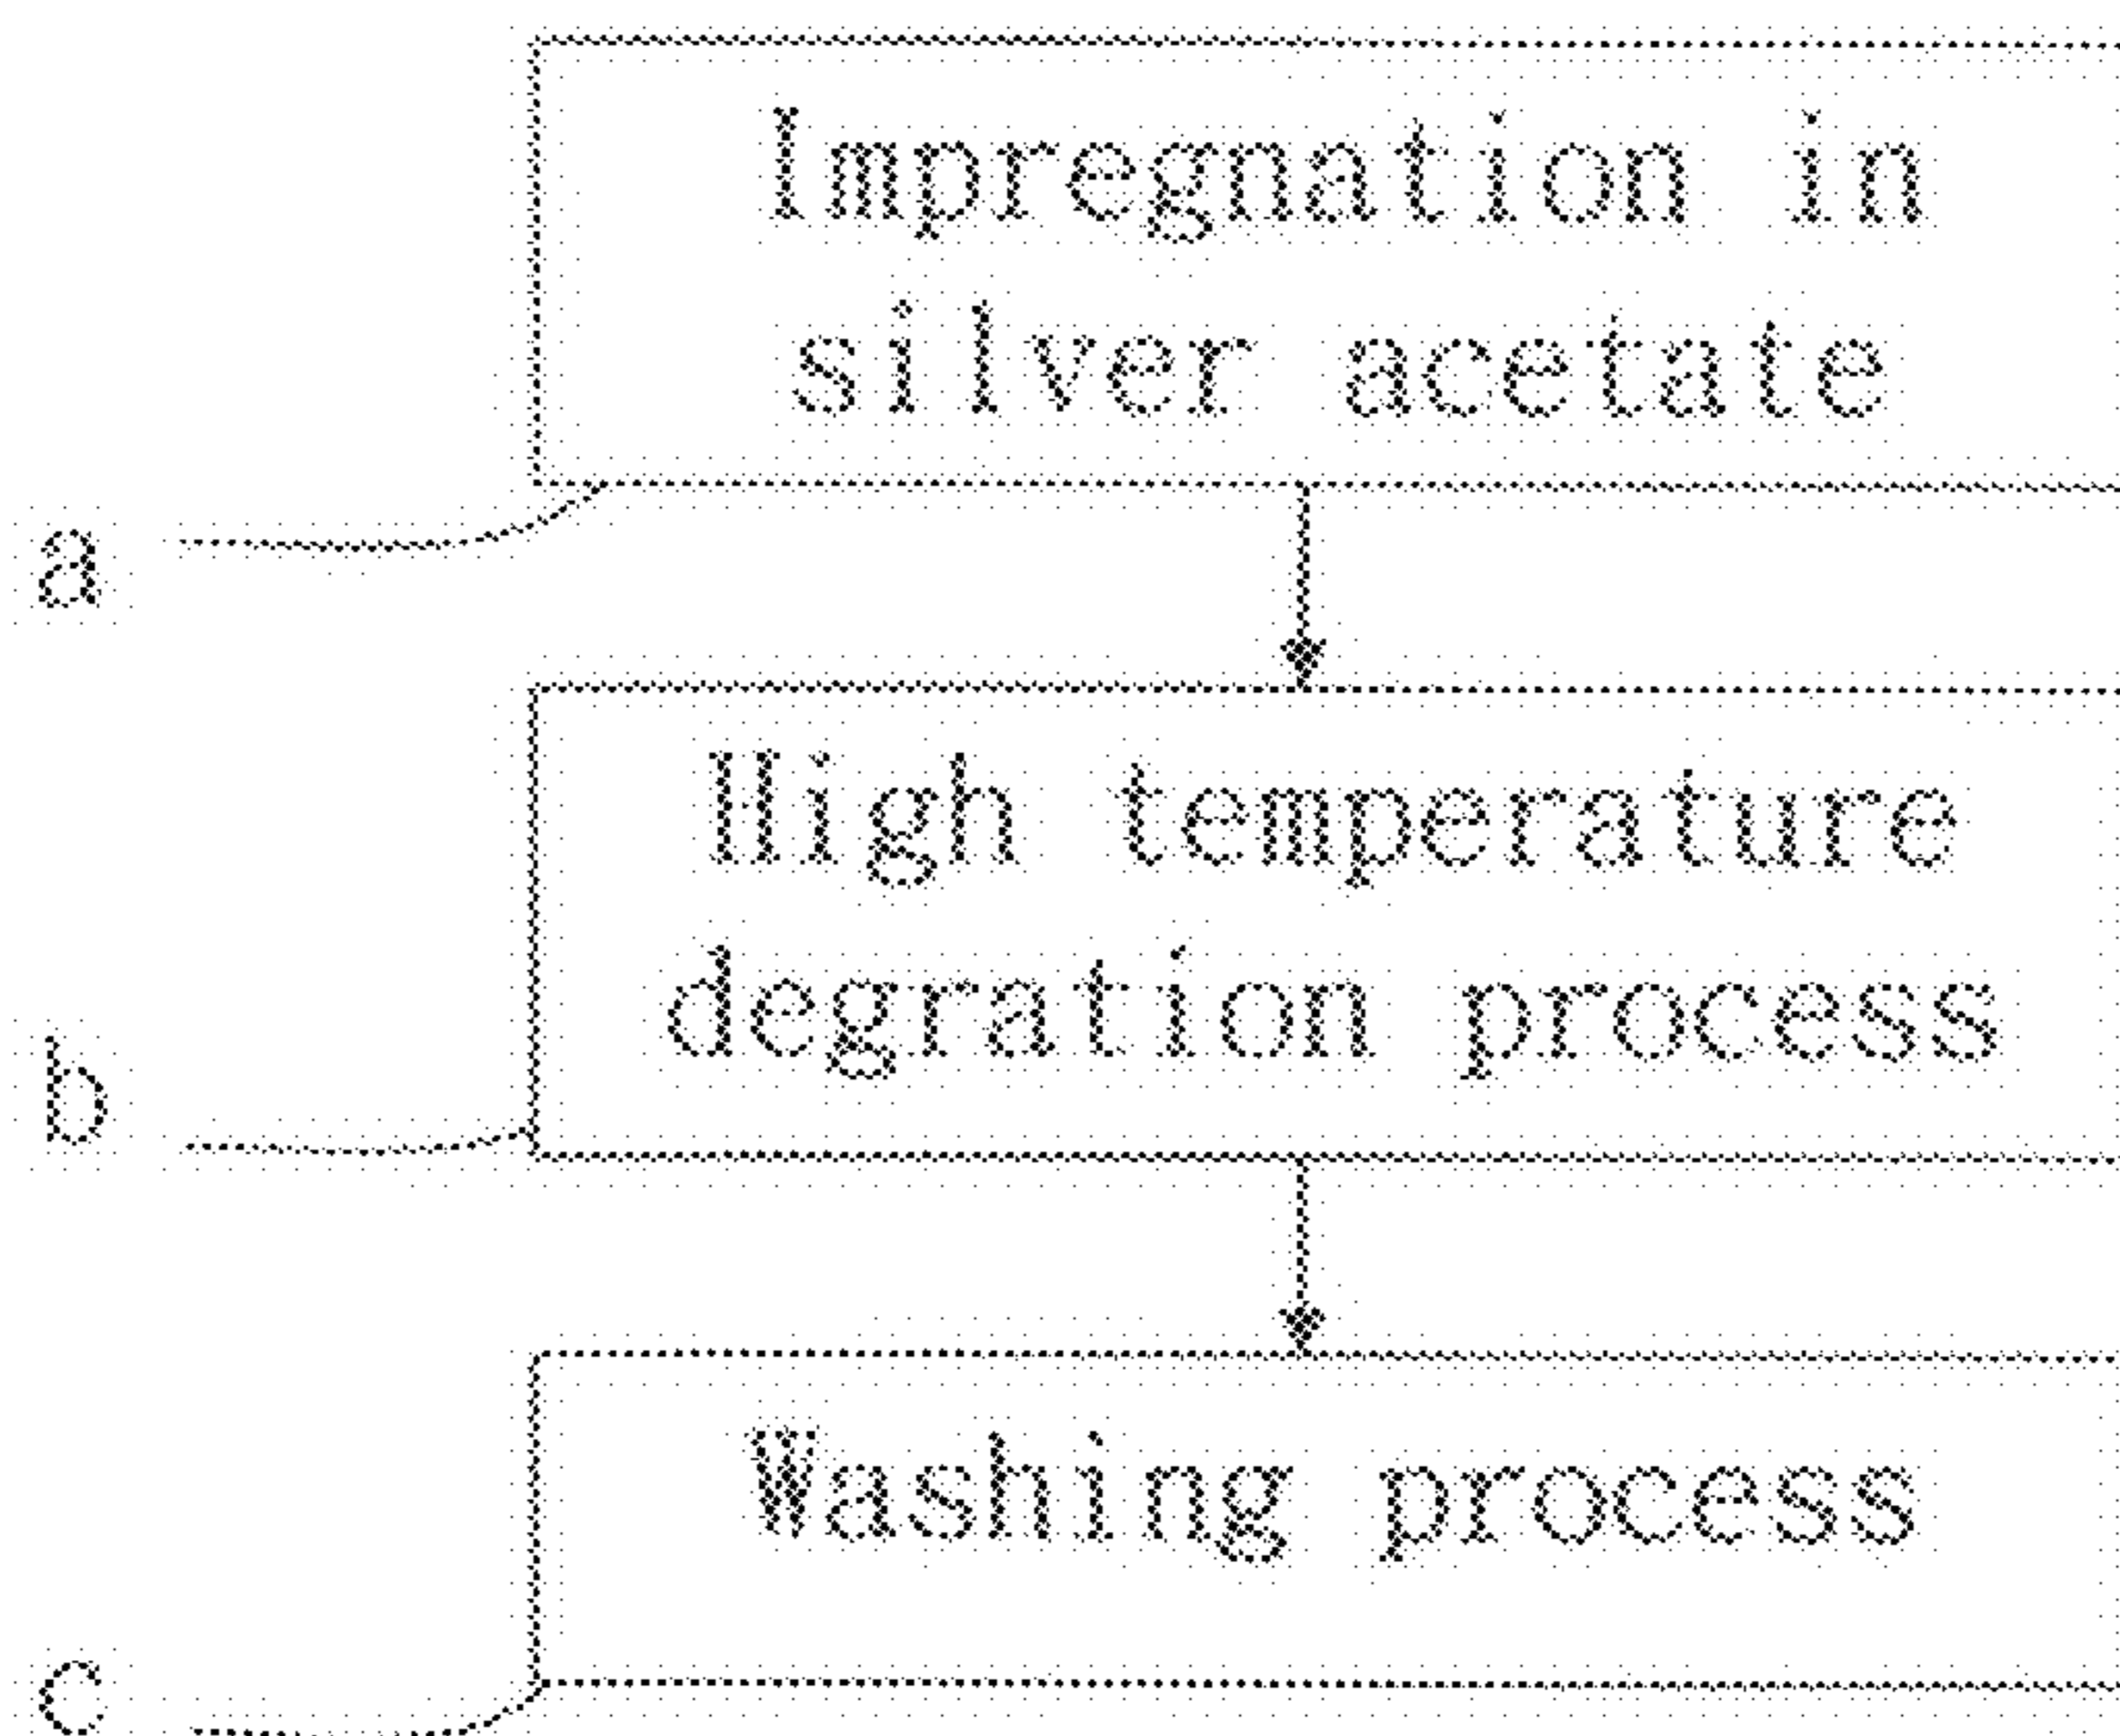 Impregnation in
silver acetate
a
High temperature
degration process
b
Washing process
c